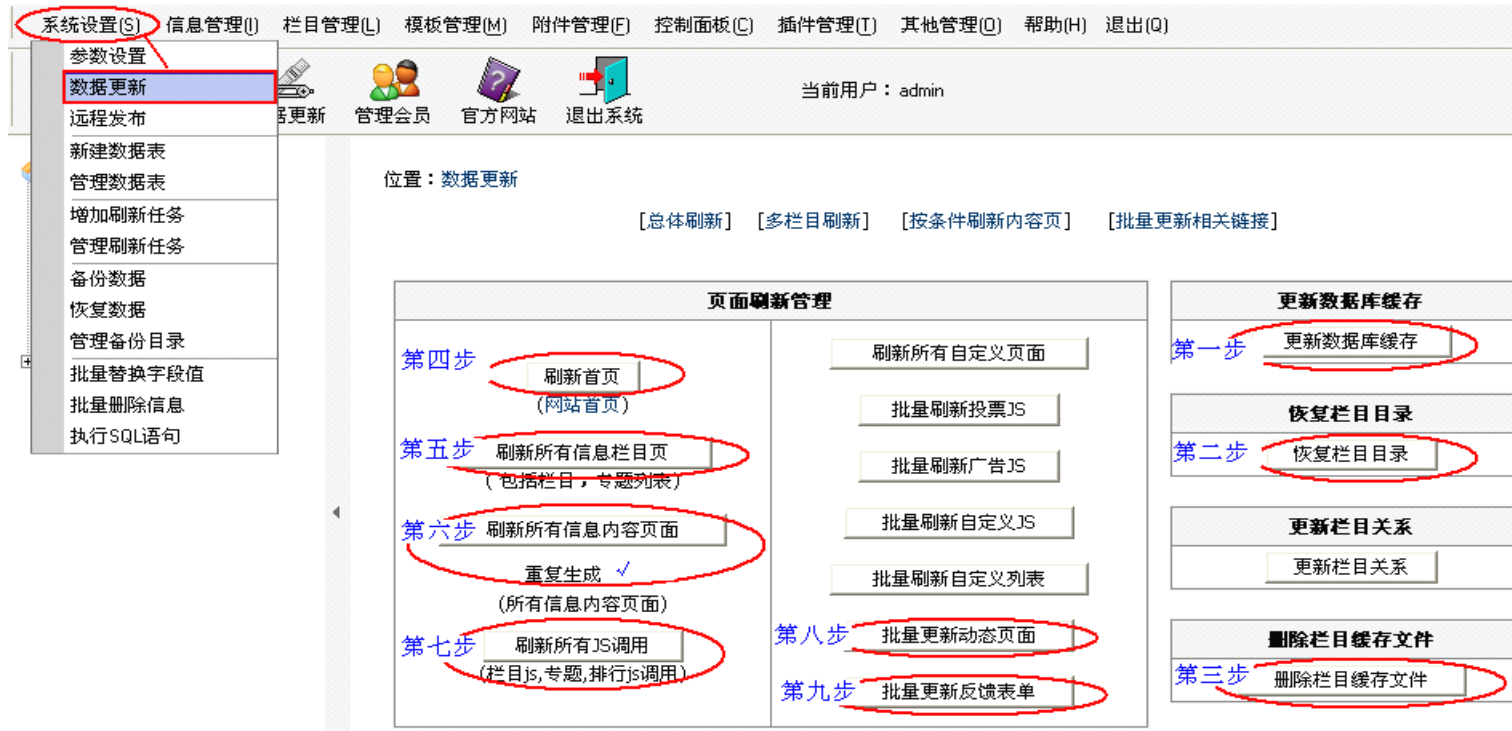 系统设置(S) 信息管理(I) 栏目管理(L) 模板管理(M) 附件管理(F) 控制面板(C) 插件管理(T) 其他管理(O) 帮助(H) 退出(Q)
参数设置
数据更新
远程发布
新建数据表
管理数据表
增加刷新任务
管理刷新任务
备份数据
恢复数据
管理备份目录
批量替换字段值
批量删除信息
执行SQL语句
更新 管理会员 官方网站 退出系统
当前用户:admin
位置:数据更新
[总体刷新] [多栏目刷新] [按条件刷新内容页] [批量更新相关链接]
页面刷新管理
第四步 刷新首页
(网站首页)
第五步 刷新所有信息栏目页
(包括栏目,专题列表)
第六步 刷新所有信息内容页面
重复生成 √
(所有信息内容页面)
第七步 刷新所有JS调用
(栏目js,专题,排行js调用)
刷新所有自定义页面
批量刷新投票JS
批量刷新广告JS
批量刷新自定义JS
批量刷新自定义列表
第八步 批量更新动态页面
第九步 批量更新反馈表单
更新数据库缓存
第一步 更新数据库缓存
恢复栏目目录
第二步 恢复栏目目录
更新栏目关系
更新栏目关系
删除栏目缓存文件
第三步 删除栏目缓存文件